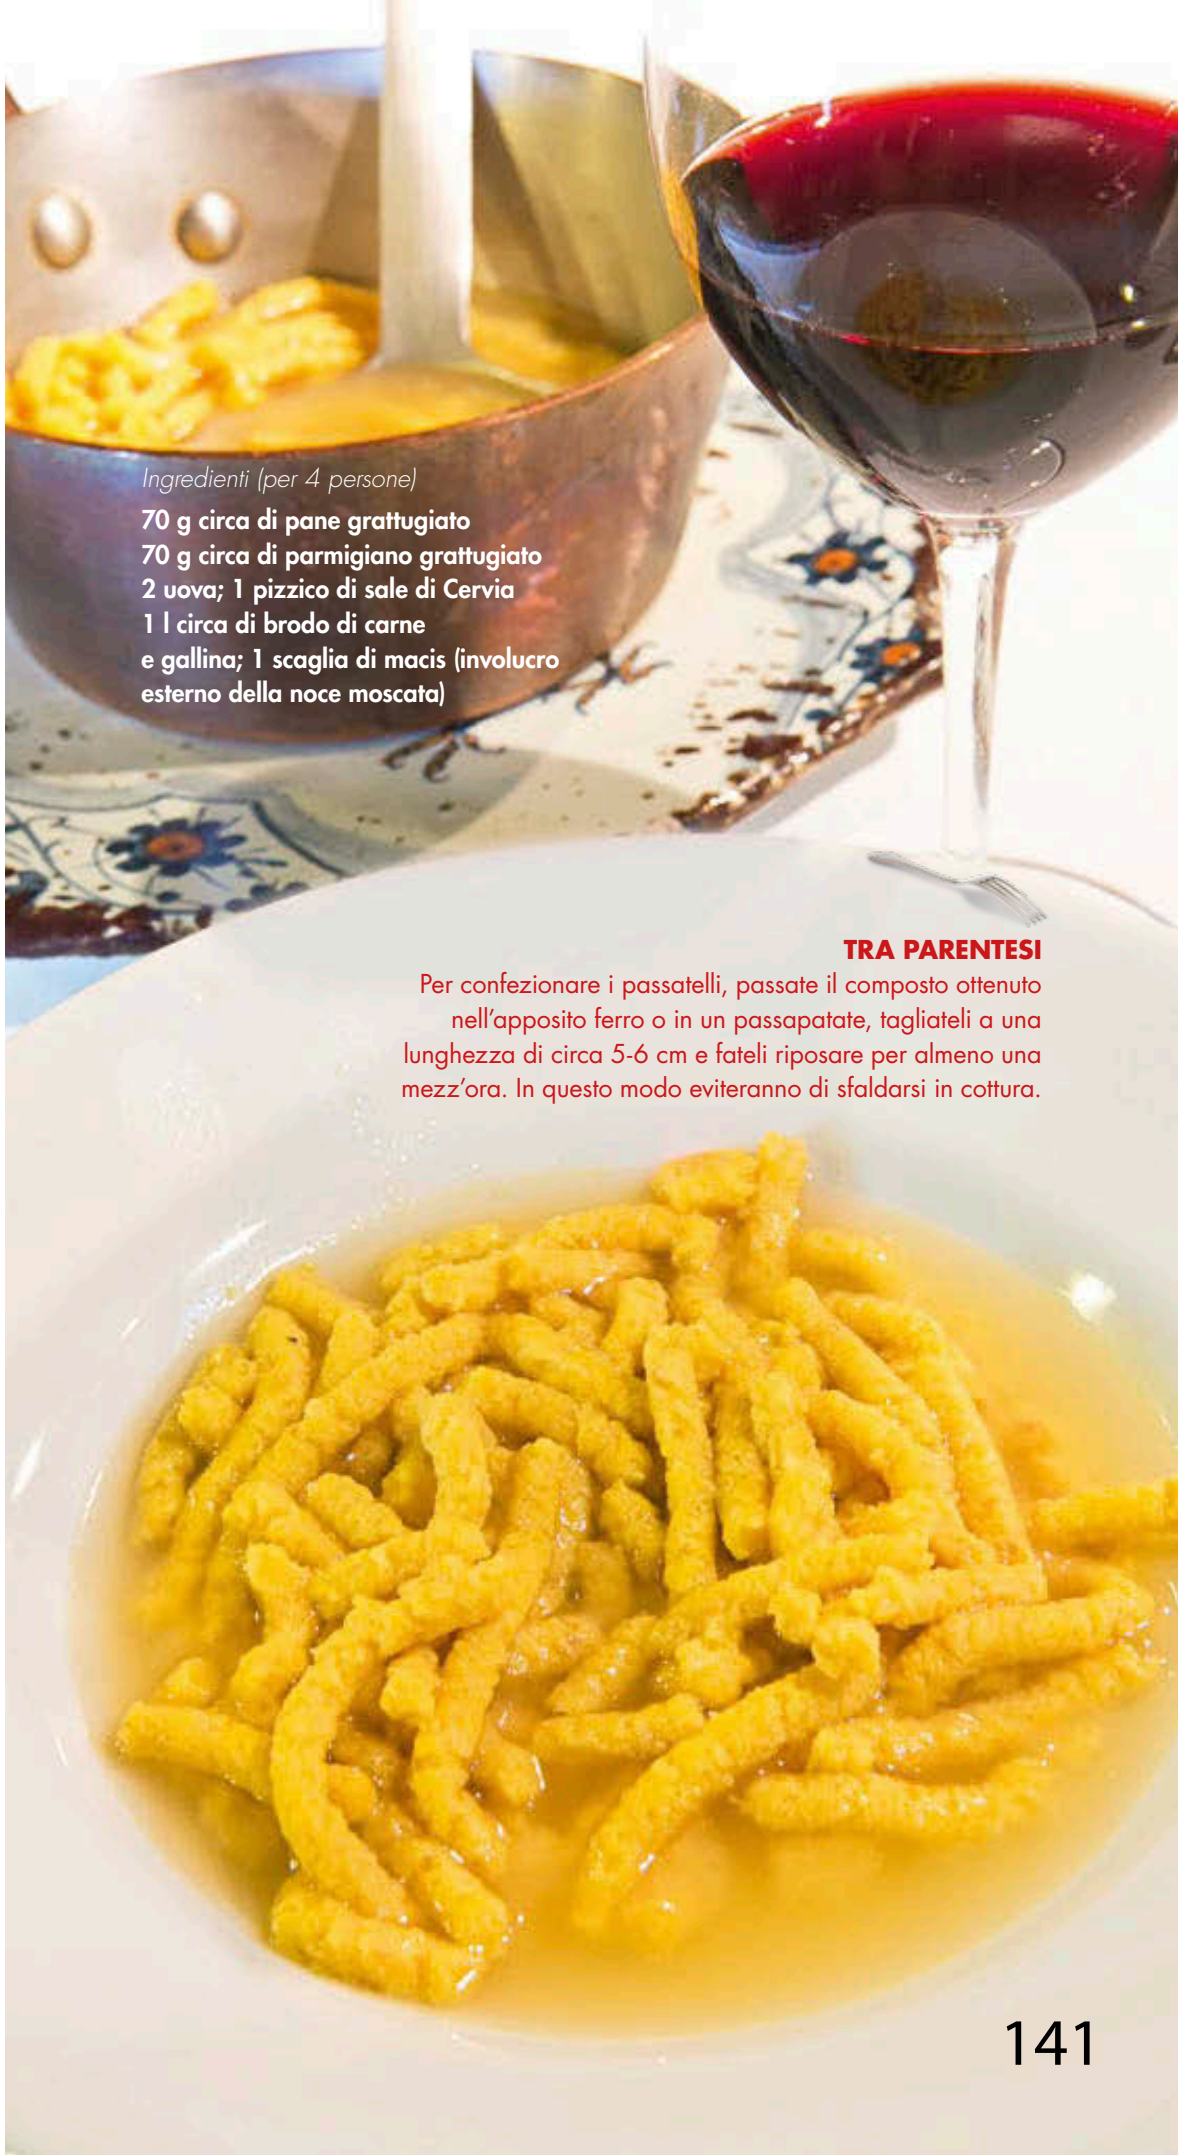 Ingredienti (per 4 persone)
70 g circa di pane grattugiato
70 g circa di parmigiano grattugiato
2 uova; 1 pizzico di sale di Cervia
1 l circa di brodo di carne
e gallina; 1 scaglia di macis (involucro
esterno della noce moscata)
TRA PARENTESI
Per confezionare i passatelli, passate il composto ottenuto
nell'apposito ferro o in un passapatate, tagliateli a una
lunghezza di circa 5-6 cm e fateli riposare per almeno una
mezz'ora. In questo modo eviteranno di sfaldarsi in cottura.
141